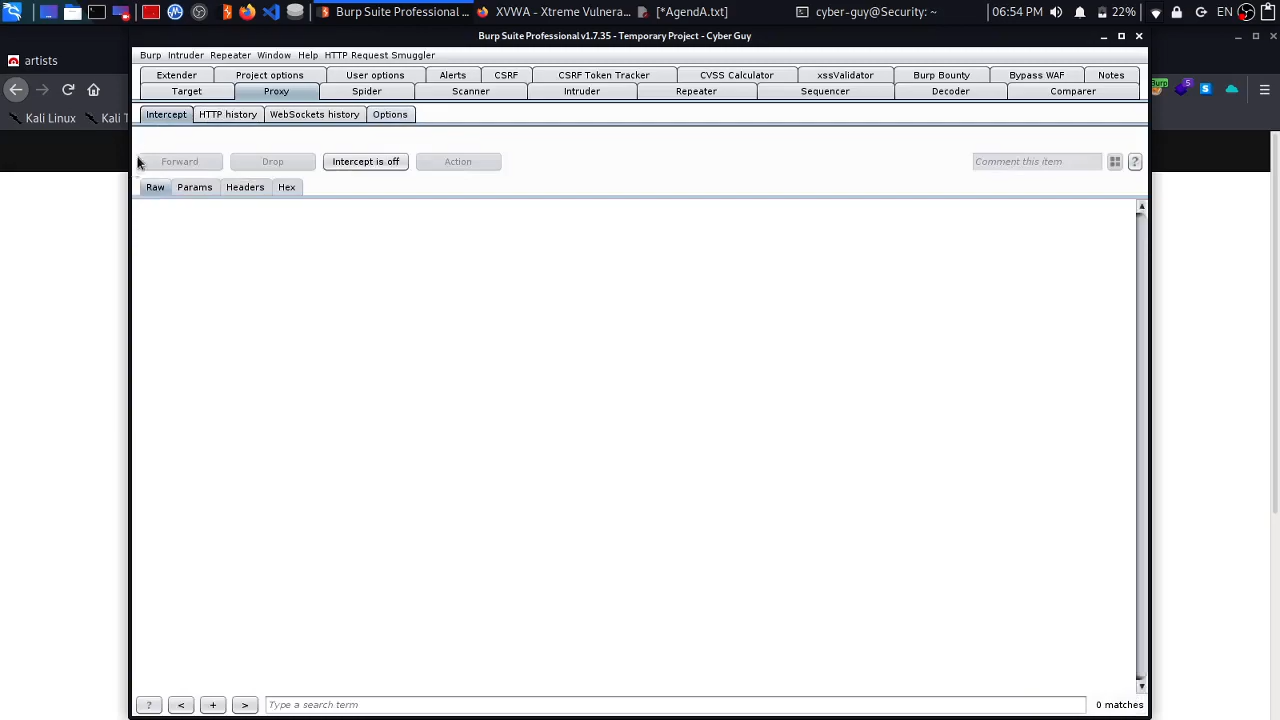 Burp Suite Professional ...
XVWA - Xtreme Vulnera...
[*AgendA.txt]
cyber-guy@Security: ~
06:54 PM
22%
EN
Burp Suite Professional v1.7.35 - Temporary Project - Cyber Guy
artists
Burp Intruder Repeater Window Help HTTP Request Smuggler
Extender Project options User options Alerts CSRF CSRF Token Tracker CVSS Calculator xssValidator Burp Bounty Bypass WAF Notes
Target Proxy Spider Scanner Intruder Repeater Sequencer Decoder Comparer
Burp
5
S
Kali Linux
Kali T
Intercept HTTP history WebSockets history Options
Forward Drop Intercept is off Action Comment this item ?
Raw Params Headers Hex
? < + > Type a search term 0 matches